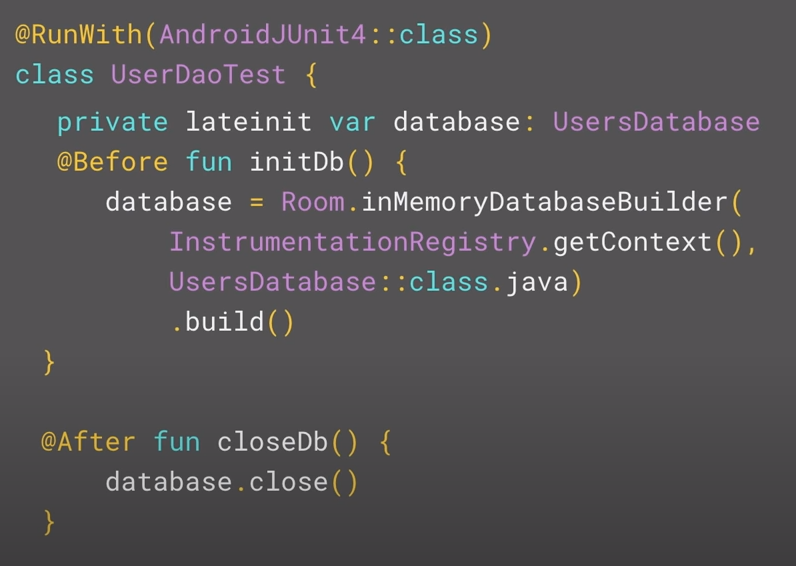 @RunWith(AndroidJUnit4::class)
class UserDaoTest {
private lateinit var database: UsersDatabase
@Before fun initDb() {
database = Room.inMemoryDatabaseBuilder(
InstrumentationRegistry.getContext(),
UsersDatabase::class.java)
.build()
}
@After fun closeDb() {
database.close()
}